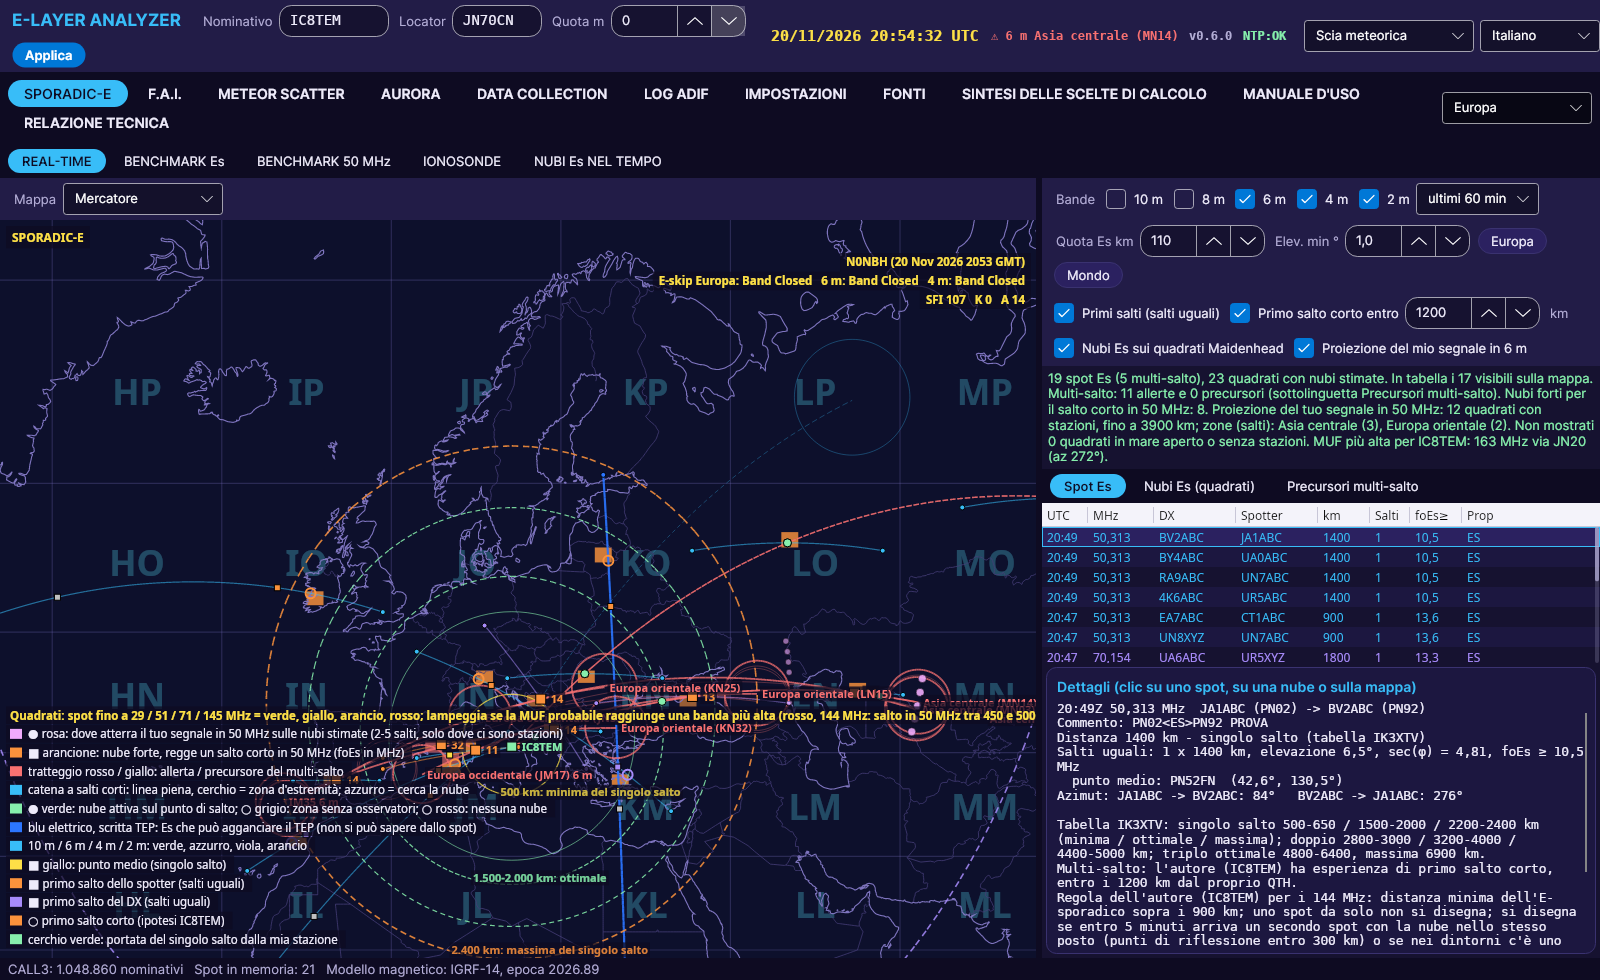 E-LAYER ANALYZER
Nominativo IC8TEM Locator JN70CN Quota m 0
20/11/2026 20:54:32 UTC ⚠ 6 m Asia centrale (MN14) v0.6.0 NTP:OK Scia meteorica Italiano
Applica
SPORADIC-E F.A.I. METEOR SCATTER AURORA DATA COLLECTION LOG ADIF IMPOSTAZIONI FONTI SINTESI DELLE SCELTE DI CALCOLO MANUALE D'USO
RELAZIONE TECNICA
Europa
REAL-TIME BENCHMARK Es BENCHMARK 50 MHz IONOSONDE NUBI Es NEL TEMPO
Mappa Mercatore
SPORADIC-E
N0NBH (20 Nov 2026 2053 GMT)
E-skip Europa: Band Closed 6 m: Band Closed 4 m: Band Closed
SFI 107 K 0 A 14
HP IP JP KP LP MP
HO IO JO KO LO MO
HN IN KN MN
Europa orientale (KN25)
Europa orientale (LN15)
14
13
Quadrati: spot fino a 29 / 51 / 71 / 145 MHz = verde, giallo, arancio, rosso; lampeggia se la MUF probabile raggiunge una banda più alta (rosso, 144 MHz: salto in 50 MHz tra 450 e 500
rosa: dove atterra il tuo segnale in 50 MHz sulle nubi stimate (2-5 salti, solo dove ci sono stazioni)
Europa orientale (KN32)
arancione: nube forte, regge un salto corto in 50 MHz (foEs in MHz)
32 11 IC8TEM
tratteggio rosso / giallo: allerta / precursore del multi-salto
Europa occidentale (JM17) 6 m
catena a salti corti: linea piena, cerchio = zona d'estremità; azzurro = cerca la nube
500 km: minima del singolo salto
verde: nube attiva sul punto di salto; ○ grigio: zona senza osservatori; ○ rosso: nessuna nube
KM LM MM
blu elettrico, scritta TEP: Es che può agganciare il TEP (non si può sapere dallo spot)
10 m / 6 m / 4 m / 2 m: verde, azzurro, viola, arancio
giallo: punto medio (singolo salto)
1.500-2.000 km: ottimale
primo salto dello spotter (salti uguali)
primo salto del DX (salti uguali)
IL JL KL LL ML
primo salto corto (ipotesi IC8TEM)
cerchio verde: portata del singolo salto dalla mia stazione
2.400 km: massima del singolo salto
Bande 10 m 8 m 6 m 4 m 2 m ultimi 60 min
Quota Es km 110 Elev. min ° 1,0 Europa
Mondo
Primi salti (salti uguali) Primo salto corto entro 1200 km
Nubi Es sui quadrati Maidenhead Proiezione del mio segnale in 6 m
19 spot Es (5 multi-salto), 23 quadrati con nubi stimate. In tabella i 17 visibili sulla mappa.
Multi-salto: 11 allerte e 0 precursori (sottolinguetta Precursori multi-salto). Nubi forti per
il salto corto in 50 MHz: 8. Proiezione del tuo segnale in 50 MHz: 12 quadrati con
stazioni, fino a 3900 km; zone (salti): Asia centrale (3), Europa orientale (2). Non mostrati
0 quadrati in mare aperto o senza stazioni. MUF più alta per IC8TEM: 163 MHz via JN20
(az 272°).
Spot Es Nubi Es (quadrati) Precursori multi-salto
UTC MHz DX Spotter km Salti foEs≥ Prop
20:49 50,313 BV2ABC JA1ABC 1400 1 10,5 ES
20:49 50,313 BY4ABC UA0ABC 1400 1 10,5 ES
20:49 50,313 RA9ABC UN7ABC 1400 1 10,5 ES
20:49 50,313 4K6ABC UR5ABC 1400 1 10,5 ES
20:47 50,313 EA7ABC CT1ABC 900 1 13,6 ES
20:47 50,313 UN8XYZ UN7ABC 900 1 13,6 ES
20:47 70,154 UA6ABC UR5XYZ 1800 1 13,3 ES
Dettagli (clic su uno spot, su una nube o sulla mappa)
20:49Z 50,313 MHz JA1ABC (PN02) -> BV2ABC (PN92)
Commento: PN02<ES>PN92 PROVA
Distanza 1400 km - singolo salto (tabella IK3XTV)
Salti uguali: 1 x 1400 km, elevazione 6,5°, sec(φ) = 4,81, foEs ≥ 10,5
MHz
punto medio: PN52FN (42,6°, 130,5°)
Azimut: JA1ABC -> BV2ABC: 84° BV2ABC -> JA1ABC: 276°
Tabella IK3XTV: singolo salto 500-650 / 1500-2000 / 2200-2400 km
(minima / ottimale / massima); doppio 2800-3000 / 3200-4000 /
4400-5000 km; triplo ottimale 4800-6400, massima 6900 km.
Multi-salto: l'autore (IC8TEM) ha esperienza di primo salto corto,
entro i 1200 km dal proprio QTH.
Regola dell'autore (IC8TEM) per i 144 MHz: distanza minima dell'E-
sporadico sopra i 900 km; uno spot da solo non si disegna; si disegna
se entro 5 minuti arriva un secondo spot con la nube nello stesso
posto (punti di riflessione entro 300 km) o se nei dintorni c'è uno
CALL3: 1.048.860 nominativi Spot in memoria: 21 Modello magnetico: IGRF-14, epoca 2026.89